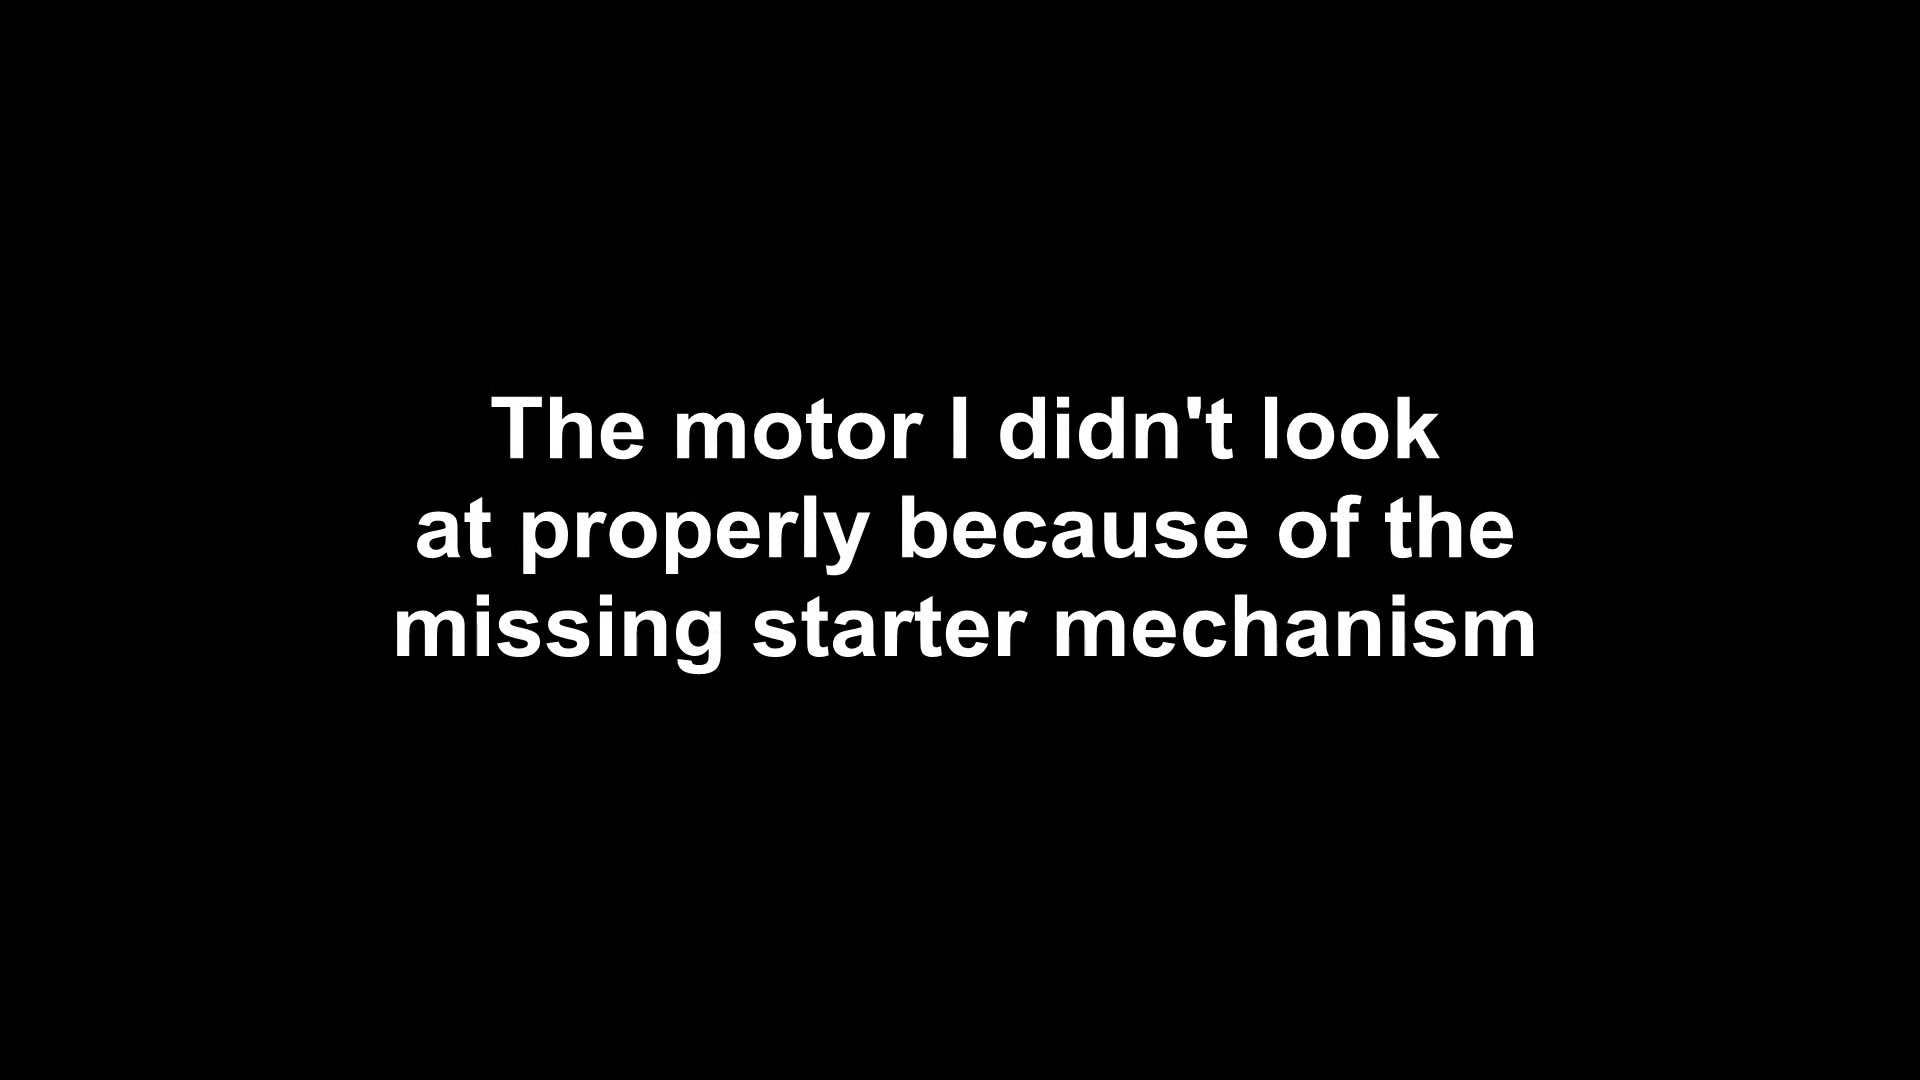 The motor I didn't look
at properly because of the
missing starter mechanism